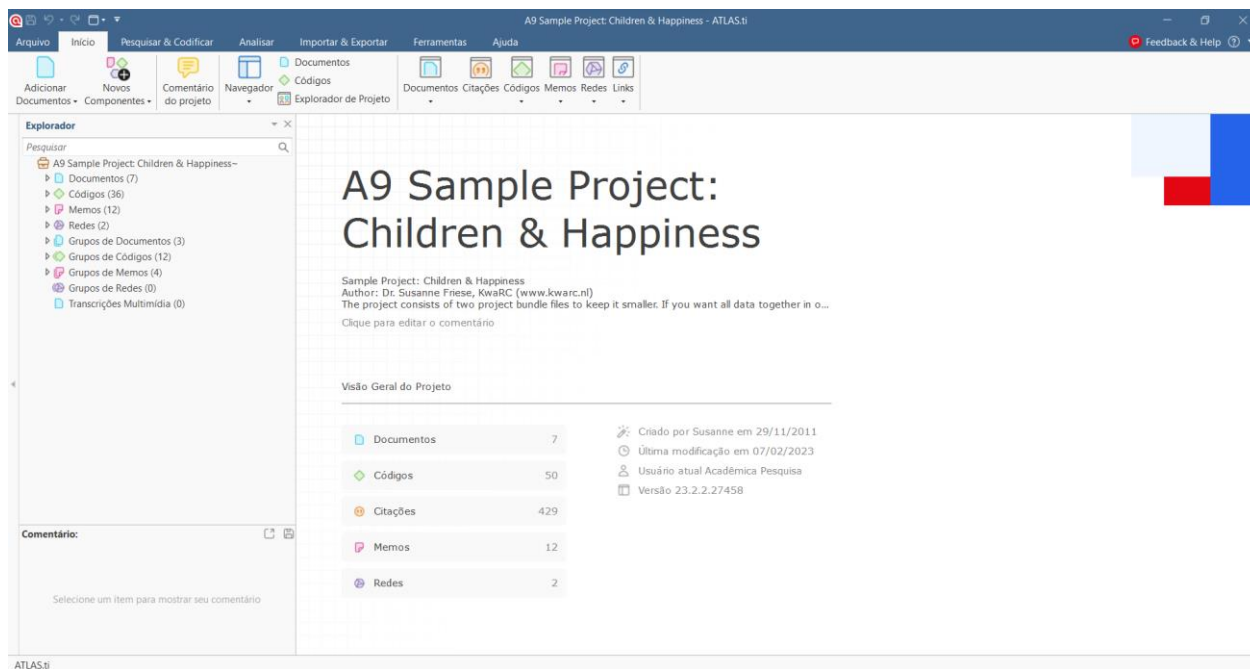 A9 Sample Project: Children & Happiness - ATLAS.ti
Arquivo Início Pesquisar & Codificar Analisar Importar & Exportar Ferramentas Ajuda Feedback & Help
Adicionar Documentos
Novos Componentes
Comentário do projeto
Navegador
Documentos
Códigos
Explorador de Projeto
Documentos Citações Códigos Memos Redes Links
Explorador
Pesquisar
A9 Sample Project: Children & Happiness~
Documentos (7)
Códigos (36)
Memos (12)
Redes (2)
Grupos de Documentos (3)
Grupos de Códigos (12)
Grupos de Memos (4)
Grupos de Redes (0)
Transcrições Multimídia (0)
Comentário:
Selecione um item para mostrar seu comentário
A9 Sample Project:
Children & Happiness
Sample Project: Children & Happiness
Author: Dr. Susanne Friese, KwaRC (www.kwarc.nl)
The project consists of two project bundle files to keep it smaller. If you want all data together in o...
Clique para editar o comentário
Visão Geral do Projeto
Documentos 7
Códigos 50
Citações 429
Memos 12
Redes 2
Criado por Susanne em 29/11/2011
Última modificação em 07/02/2023
Usuário atual Acadêmica Pesquisa
Versão 23.2.2.27458
ATLAS.ti